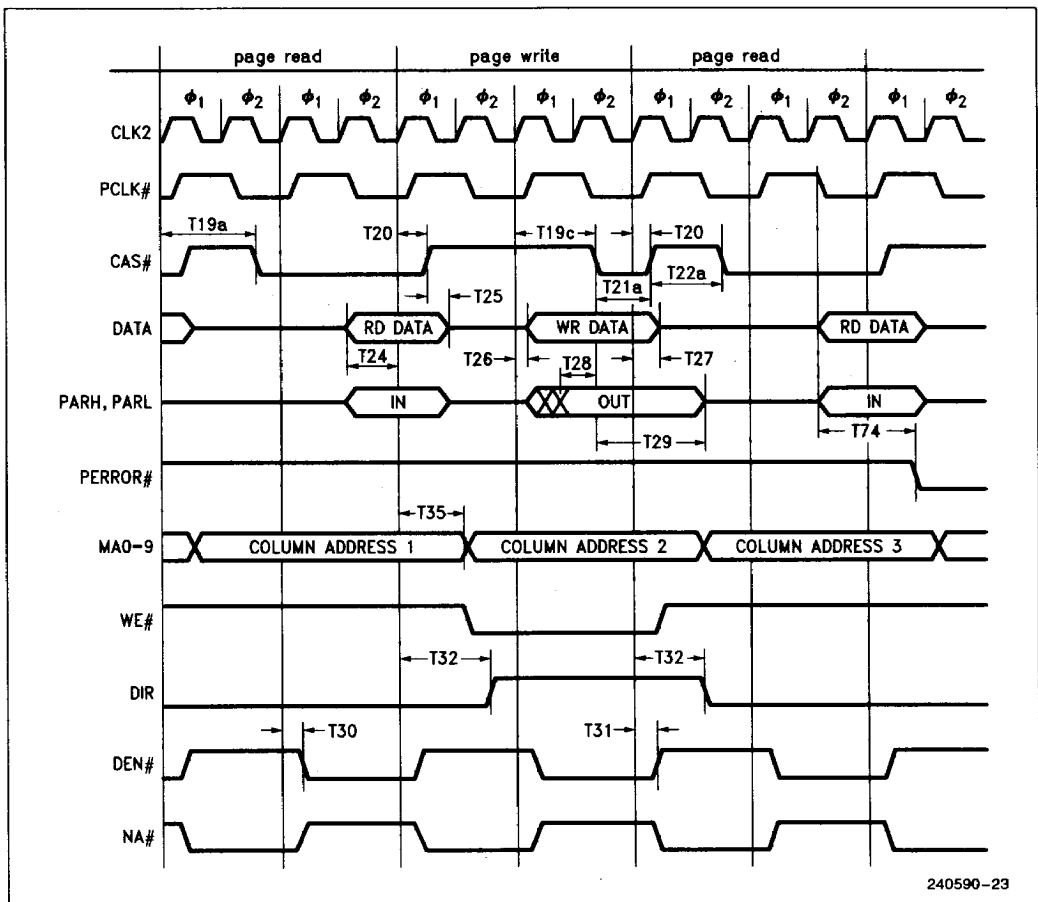 page read page write page read
ϕ1 ϕ2 ϕ1 ϕ2 ϕ1 ϕ2 ϕ1 ϕ2 ϕ1 ϕ2 ϕ1 ϕ2 ϕ1 ϕ2
CLK2
PCLK#
T19a T20 T19c T20
CAS#
T21a T22a
T25
DATA RD DATA WR DATA RD DATA
T24 T26 T28 T27
PARH, PARL IN OUT IN
T29 T74
PERROR#
T35
MA0-9 COLUMN ADDRESS 1 COLUMN ADDRESS 2 COLUMN ADDRESS 3
WE#
T32 T32
DIR
T30 T31
DEN#
NA#
240590-23